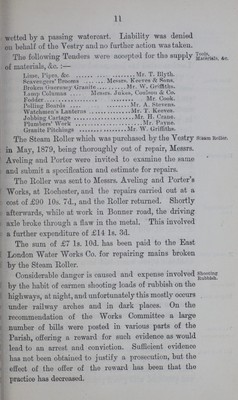 11
wetted by a passing watercart. Liability was denied
on behalf of the Vestry and no further action was taken.
The following Tenders were accepted for the supply
Tools, Materials, &c.
of materials, &c. :—
Lime, Pipes, &c. ........ Mr. T. Blyth.
Scavengers' Brooms ....... Messrs. Keeves & Sons.
Broken Guernsey Granite ........ Mr. W. Griffiths.
Lamp Columns ...... Messrs. Jukes, Coulson & Co.
Fodder ........ Mr. Cook.
Polling Boards ........ Mr. A. Stevens.
Watchmen's Lanterns ........ Mr. T. Keeves.
Jobbing Cartage ........ Mr. H. Crane.
Plumbers' Work ........ Mr. Payne.
Granite Pitchings ........ Mr. W. Griffiths.
The Steam Roller which was purchased by the Vestry
Steam Roller.
in May, 1879, being thoroughly out of repair, Messrs.
Aveling and Porter were invited to examine the same
and submit a specification and estimate for repairs.
The Roller was sent to Messrs. Aveling and Porter's
Works, at Rochester, and the repairs carried out at a
cost of £90 10s. 7d., and the Roller returned. Shortly
afterwards, while at work in Bonner road, the driving
axle broke through a flaw in the metal. This involved
a further expenditure of £14 1s. 3d.
The sum of £7 1s. 10d. has been paid to the East
London Water Works Co. for repairing mains broken
by the Steam Roller.
Considerable danger is caused and expense involved
Shooting Rubbish.
by the habit of carmen shooting loads of rubbish on the
highways, at night, and unfortunately this mostly occurs
under railway arches and in dark places. On the
recommendation of the Works Committee a large
number of bills were posted in various parts of the
Parish, offering a reward for such evidence as would
lead to an arrest and conviction. Sufficient evidence
has not been obtained to justify a prosecution, but the
effect of the offer of the reward has been that the
practice has decreased.